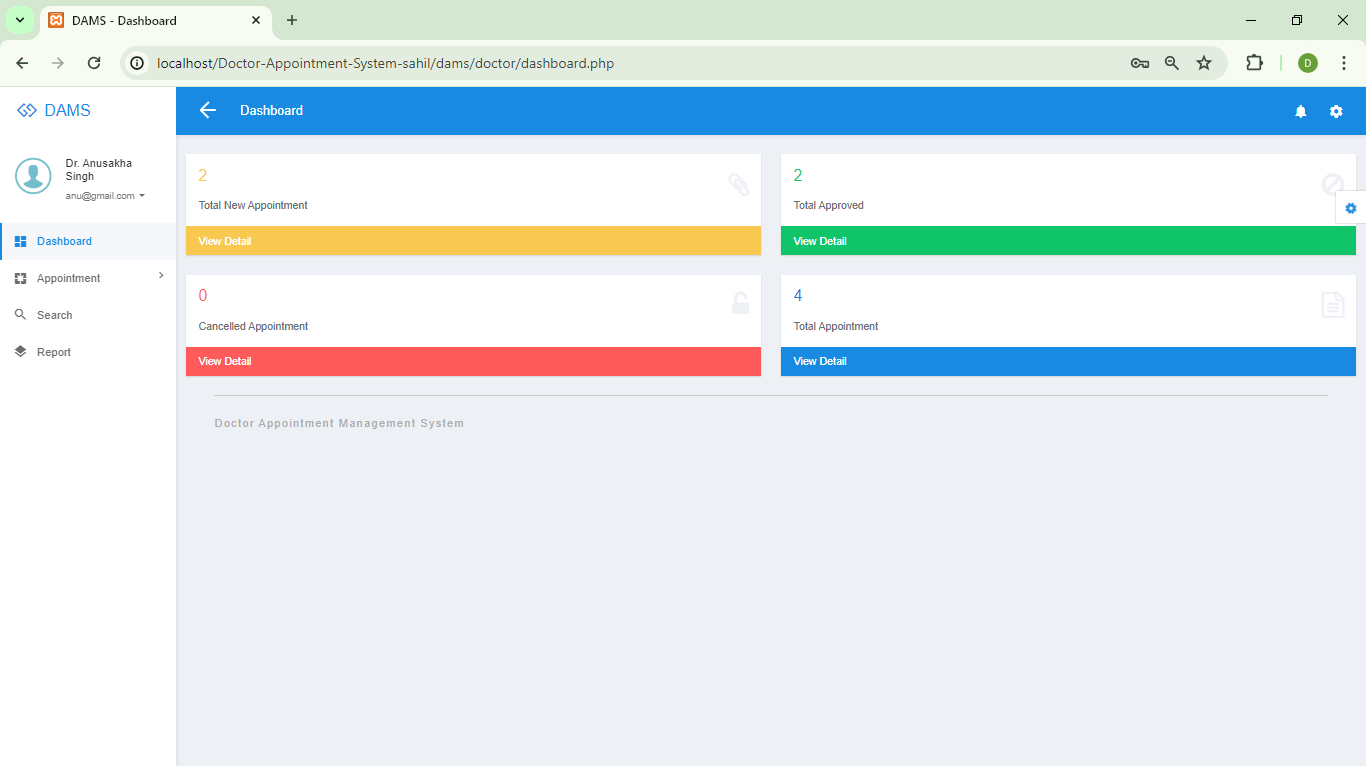 DAMS - Dashboard
localhost/Doctor-Appointment-System-sahil/dams/doctor/dashboard.php
D
DAMS
Dashboard
Dr. Anusakha
Singh
anu@gmail.com
Dashboard
Appointment
Search
Report
2
Total New Appointment
View Detail
2
Total Approved
View Detail
0
Cancelled Appointment
View Detail
4
Total Appointment
View Detail
Doctor Appointment Management System